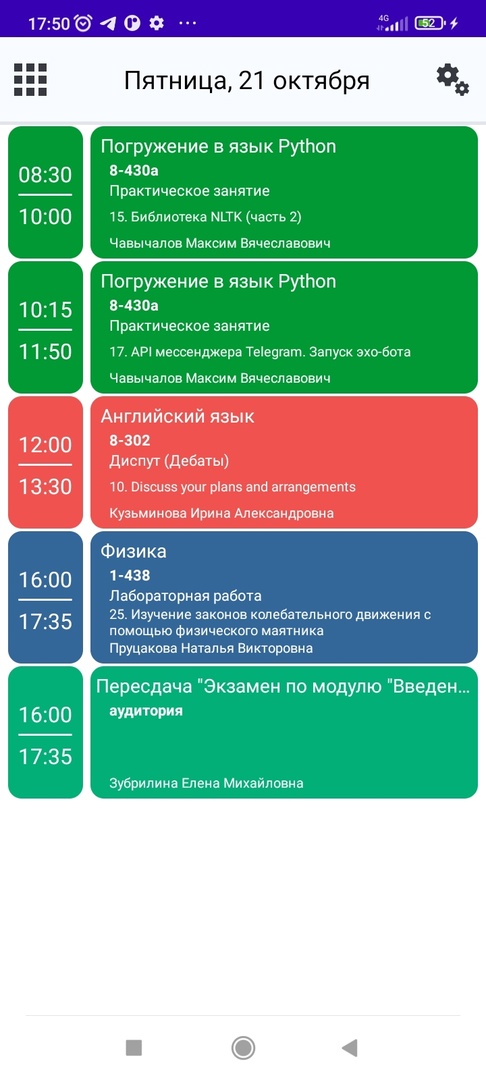 17:50
4G
52
Пятница, 21 октября
08:30
10:00
Погружение в язык Python
8-430а
Практическое занятие
15. Библиотека NLTK (часть 2)
Чавычалов Максим Вячеславович
10:15
11:50
Погружение в язык Python
8-430а
Практическое занятие
17. API мессенджера Telegram. Запуск эхо-бота
Чавычалов Максим Вячеславович
12:00
13:30
Английский язык
8-302
Диспут (Дебаты)
10. Discuss your plans and arrangements
Кузьминова Ирина Александровна
16:00
17:35
Физика
1-438
Лабораторная работа
25. Изучение законов колебательного движения с
помощью физического маятника
Пруцакова Наталья Викторовна
16:00
17:35
Пересдача "Экзамен по модулю "Введен...
аудитория
Зубрилина Елена Михайловна